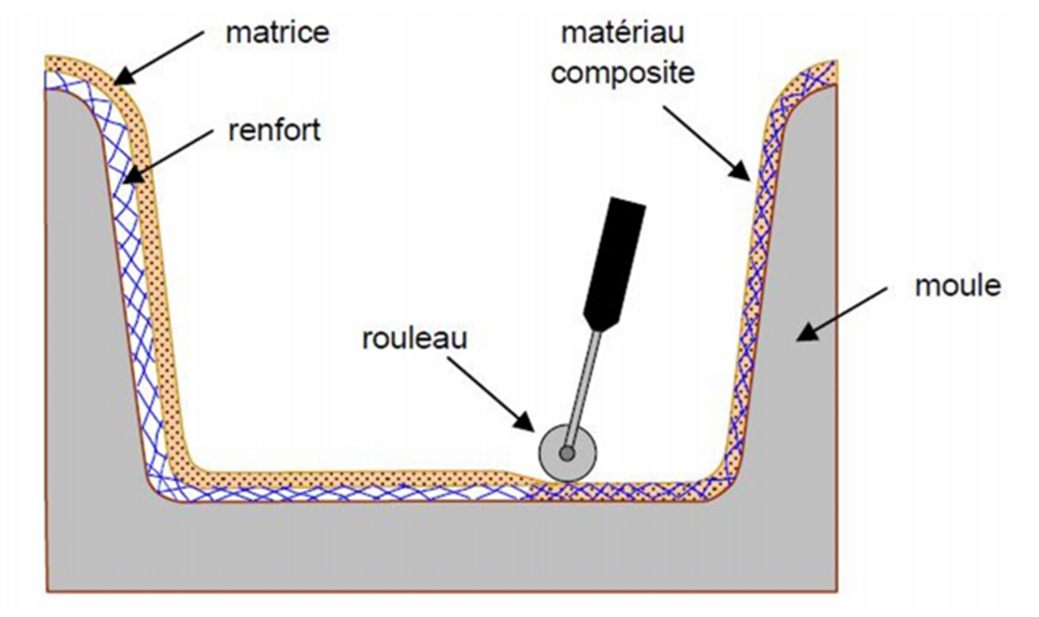 matrice
matériau
composite
renfort
moule
rouleau